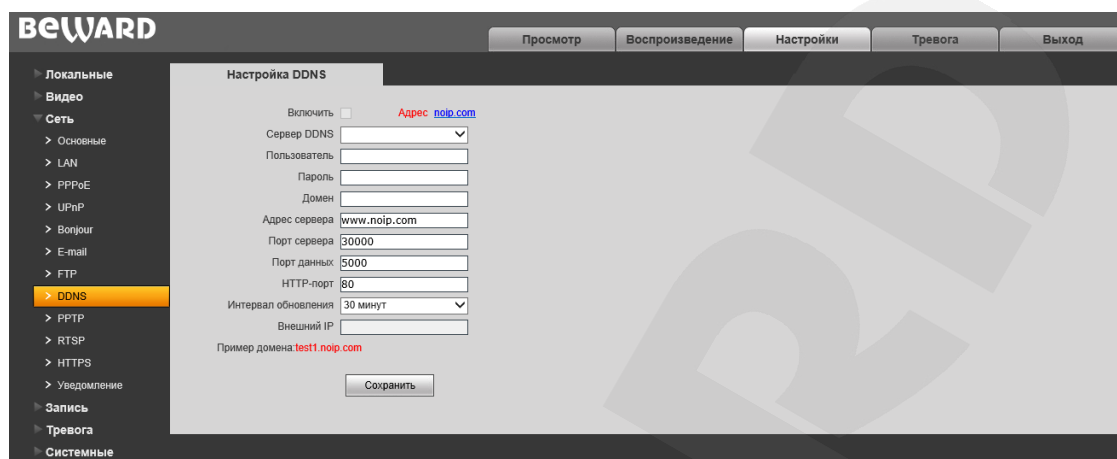 BEWARD
Просмотр Воспроизведение Настройки Тревога Выход
Локальные
Видео
Сеть
> Основные
> LAN
> PPPoE
> UPnP
> Bonjour
> E-mail
> FTP
> DDNS
> PPTP
> RTSP
> HTTPS
> Уведомление
Запись
Тревога
Системные
Настройка DDNS
Включить Адрес noip.com
Сервер DDNS
Пользователь
Пароль
Домен
Адрес сервера www.noip.com
Порт сервера 30000
Порт данных 5000
HTTP-порт 80
Интервал обновления 30 минут
Внешний IP
Пример домена:test1.noip.com
Сохранить
RD